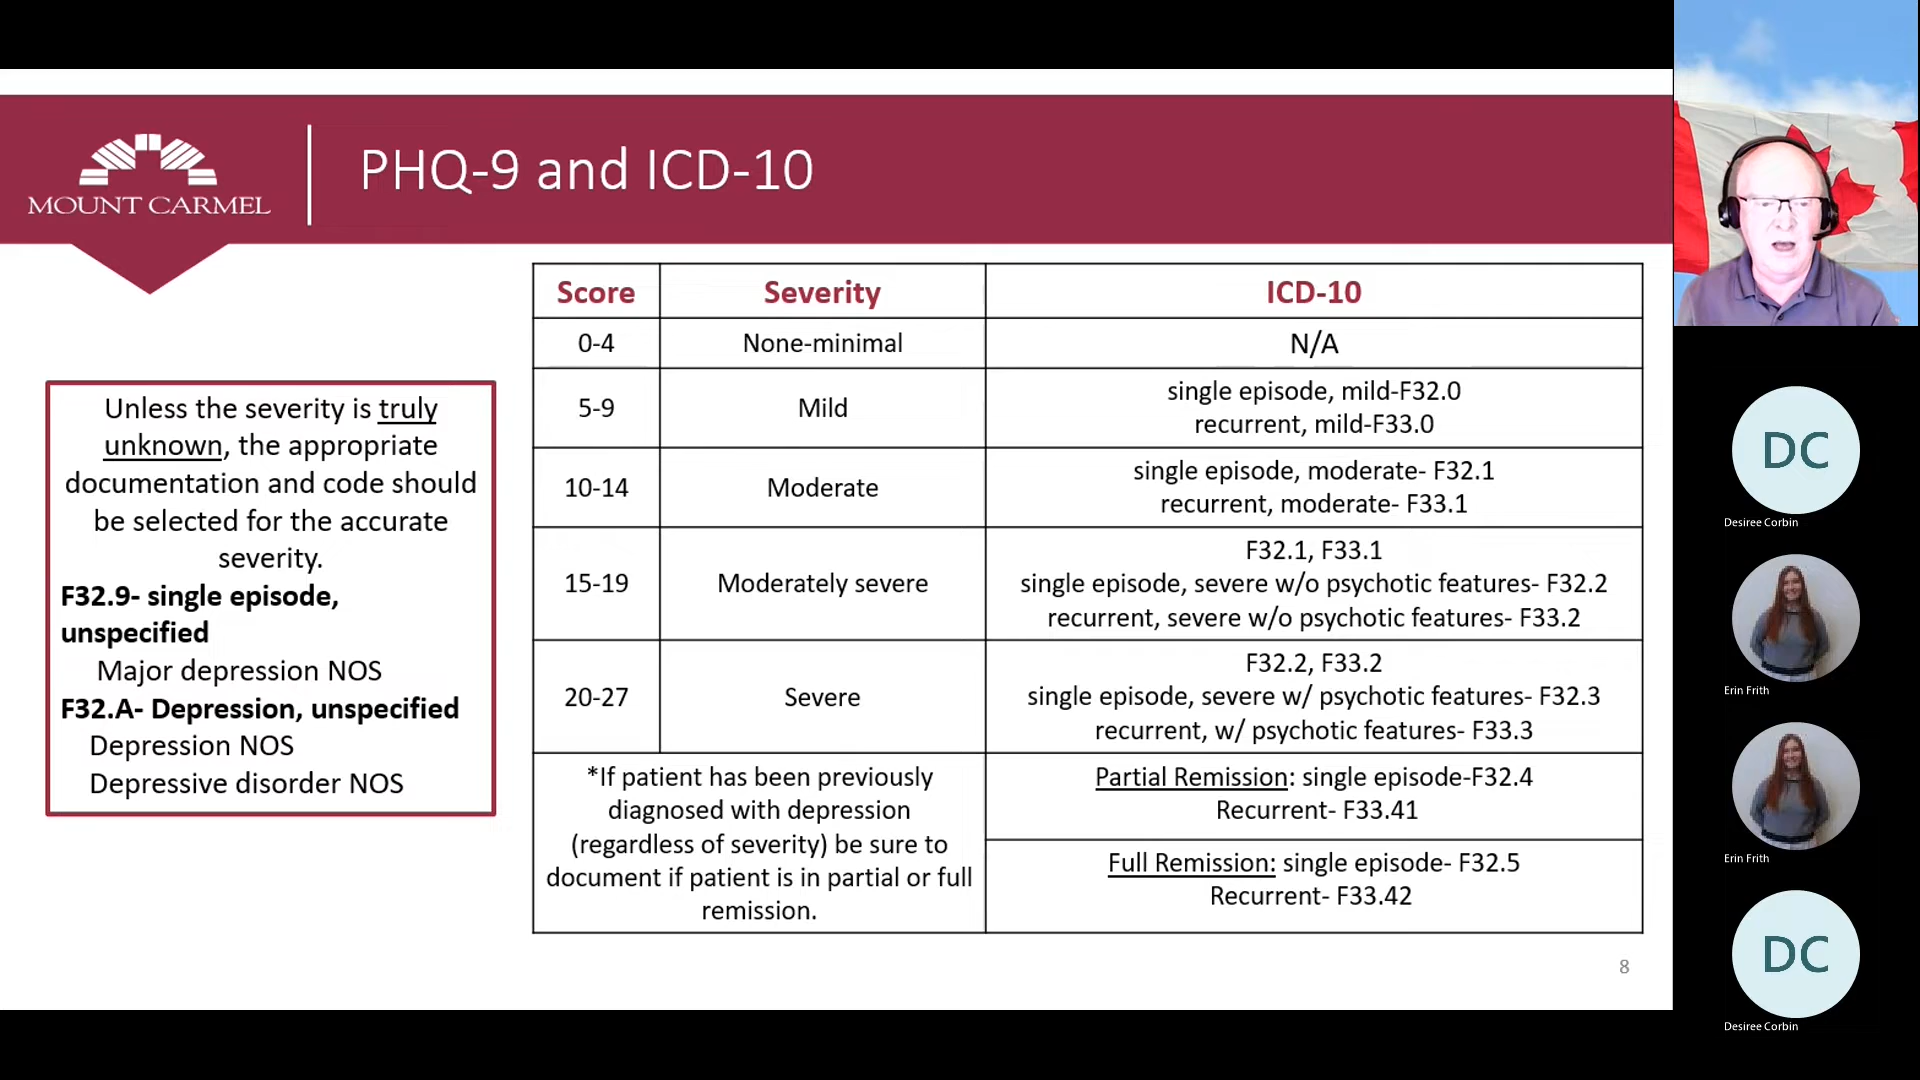 MOUNT CARMEL
PHQ-9 and ICD-10
Unless the severity is truly
unknown, the appropriate
documentation and code should
be selected for the accurate
severity.
F32.9- single episode,
unspecified
Major depression NOS
F32.A- Depression, unspecified
Depression NOS
Depressive disorder NOS
Score Severity ICD-10
0-4 None-minimal N/A
5-9 Mild single episode, mild-F32.0
recurrent, mild-F33.0
10-14 Moderate single episode, moderate- F32.1
recurrent, moderate- F33.1
15-19 Moderately severe F32.1, F33.1
single episode, severe w/o psychotic features- F32.2
recurrent, severe w/o psychotic features- F33.2
20-27 Severe F32.2, F33.2
single episode, severe w/ psychotic features- F32.3
recurrent, w/ psychotic features- F33.3
*If patient has been previously
diagnosed with depression
(regardless of severity) be sure to
document if patient is in partial or full
remission.
Partial Remission: single episode-F32.4
Recurrent- F33.41
Full Remission: single episode- F32.5
Recurrent- F33.42
8
DC
Desiree Corbin
Erin Frith
Erin Frith
DC
Desiree Corbin